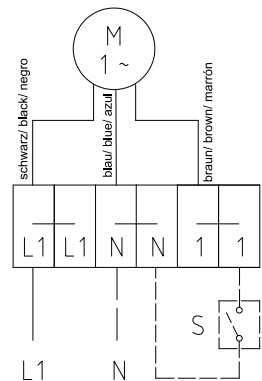 M
1 ~
schwarz/ black/ negro
blau/ blue/ azul
braun/ brown/ marrón
L1 L1 N N 1 1
S
L1 N